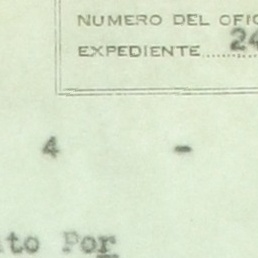 NUMERO DEL OFIC
EXPEDIENTE 24
4 -
to Por